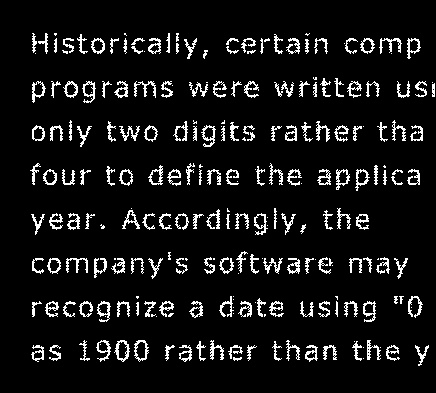 Historically, certain comp
programs were written usi
only two digits rather tha
four to define the applica
year. Accordingly, the
company's software may
recognize a date using "0
as 1900 rather than the y